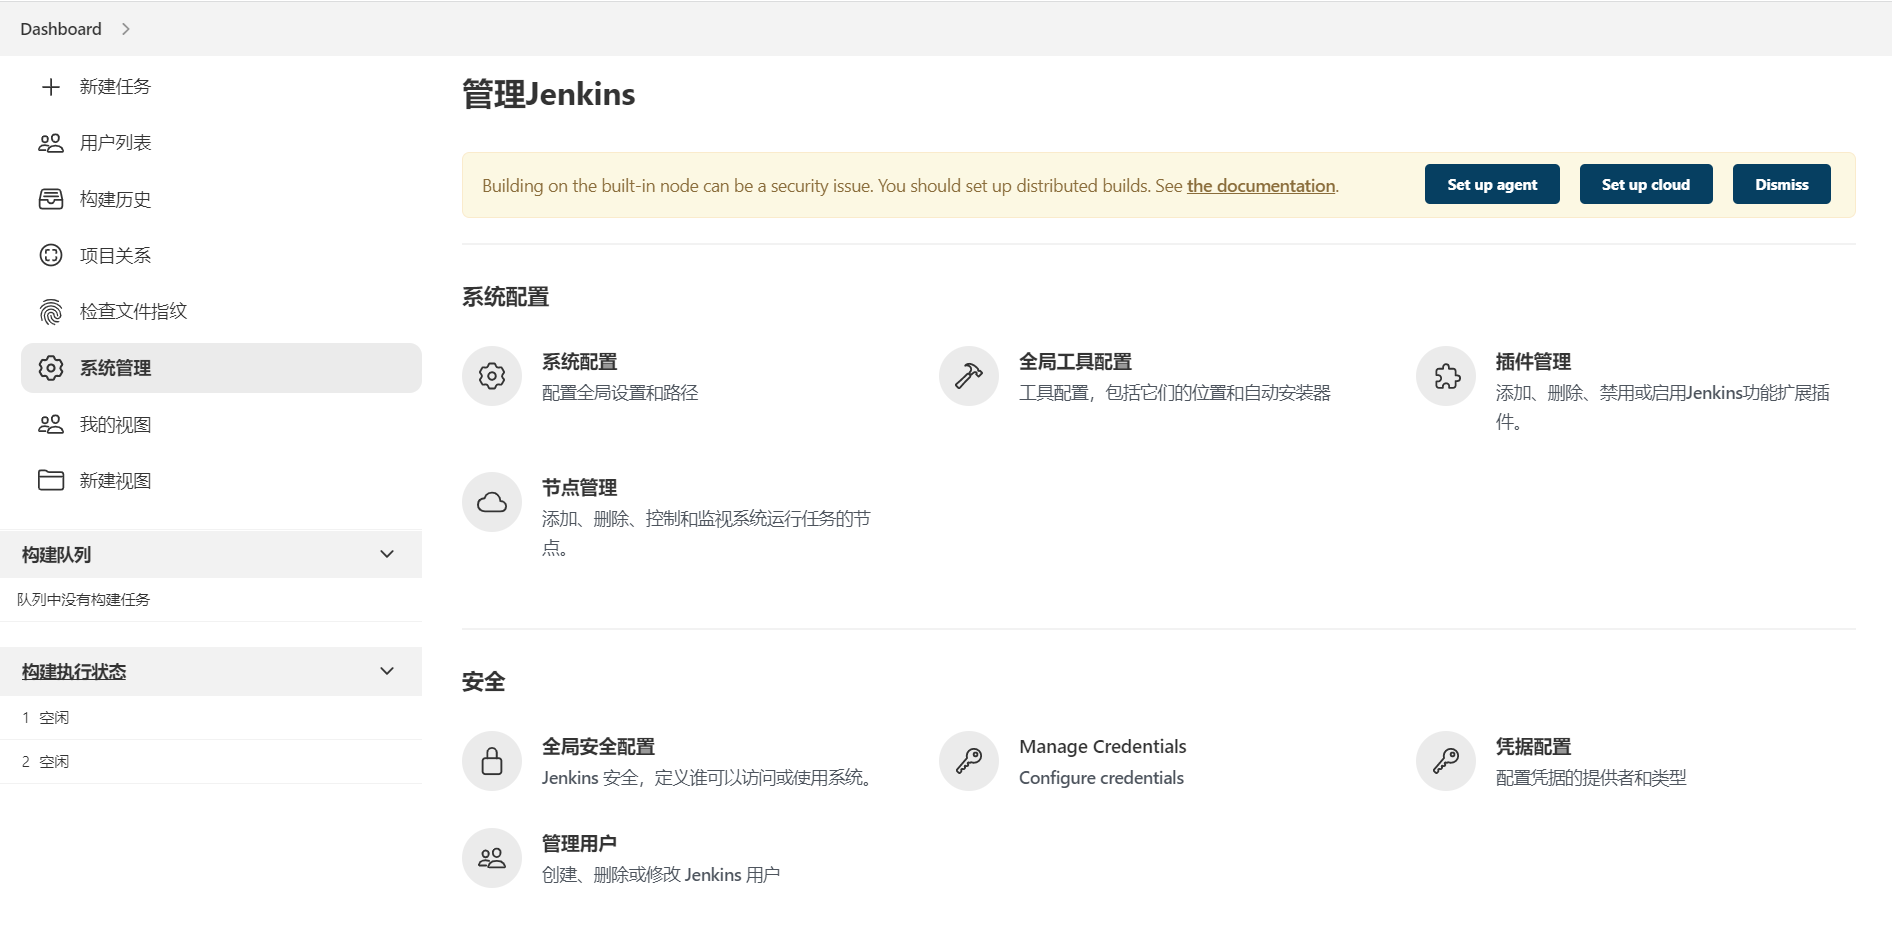 Dashboard
新建任务
用户列表
构建历史
项目关系
检查文件指纹
系统管理
我的视图
新建视图
构建队列
队列中没有构建任务
构建执行状态
1 空闲
2 空闲
管理Jenkins
Building on the built-in node can be a security issue. You should set up distributed builds. See the documentation.
Set up agent
Set up cloud
Dismiss
系统配置
系统配置
配置全局设置和路径
全局工具配置
工具配置，包括它们的位置和自动安装器
插件管理
添加、删除、禁用或启用Jenkins功能扩展插
件。
节点管理
添加、删除、控制和监视系统运行任务的节
点。
安全
全局安全配置
Jenkins 安全，定义谁可以访问或使用系统。
Manage Credentials
Configure credentials
凭据配置
配置凭据的提供者和类型
管理用户
创建、删除或修改 Jenkins 用户